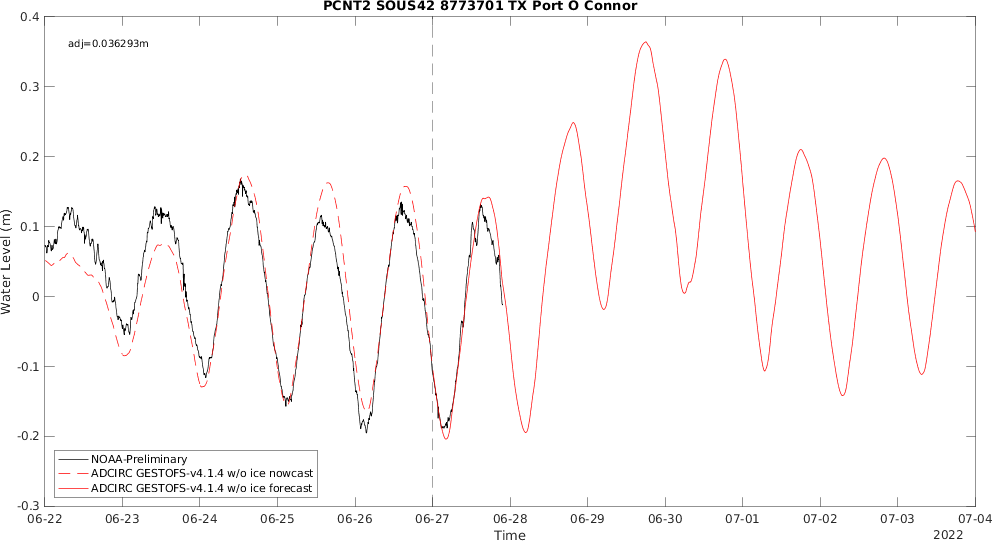 PCNT2 SOUS42 8773701 TX Port O Connor
adj=0.036293m
0.4
0.3
0.2
0.1
0
-0.1
-0.2
-0.3
Water Level (m)
NOAA-Preliminary
ADCIRC GESTOFS-v4.1.4 w/o ice nowcast
ADCIRC GESTOFS-v4.1.4 w/o ice forecast
06-22 06-23 06-24 06-25 06-26 06-27 06-28 06-29 06-30 07-01 07-02 07-03 07-04
Time
2022